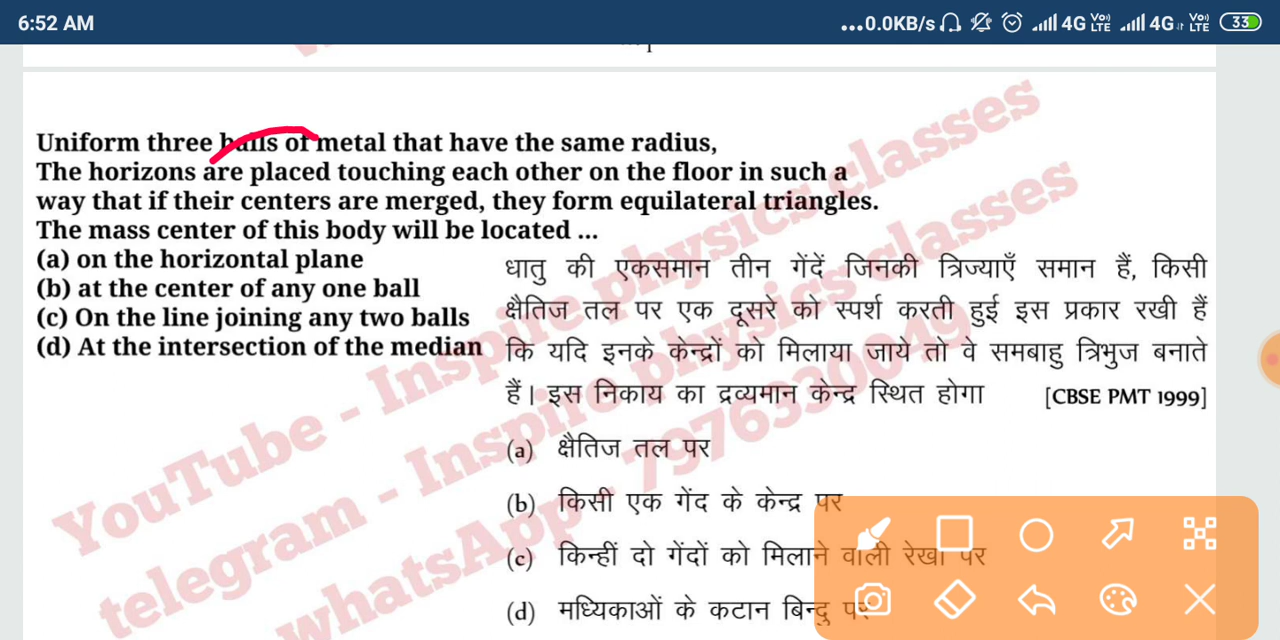 6:52 AM
...0.0KB/s 4G Vo) LTE 4G Vo) LTE 33
Uniform three balls of metal that have the same radius,
The horizons are placed touching each other on the floor in such a
way that if their centers are merged, they form equilateral triangles.
The mass center of this body will be located ...
(a) on the horizontal plane
(b) at the center of any one ball
(c) On the line joining any two balls
(d) At the intersection of the median
धातु की एकसमान तीन गेंदें जिनकी त्रिज्याएँ समान हैं, किसी
क्षैतिज तल पर एक दूसरे को स्पर्श करती हुई इस प्रकार रखी हैं
कि यदि इनके केन्द्रों को मिलाया जाये तो वे समबाहु त्रिभुज बनाते
हैं। इस निकाय का द्रव्यमान केन्द्र स्थित होगा [CBSE PMT 1999]
(a) क्षैतिज तल पर
(b) किसी एक गेंद के केन्द्र पर
(c) किन्हीं दो गेंदों को मिलाने वाली रेखा पर
(d) मध्यिकाओं के कटान बिन्दु पर
YouTube - Inspire physics classes
telegram - Inspire physics classes
whatsApp - 7976330049